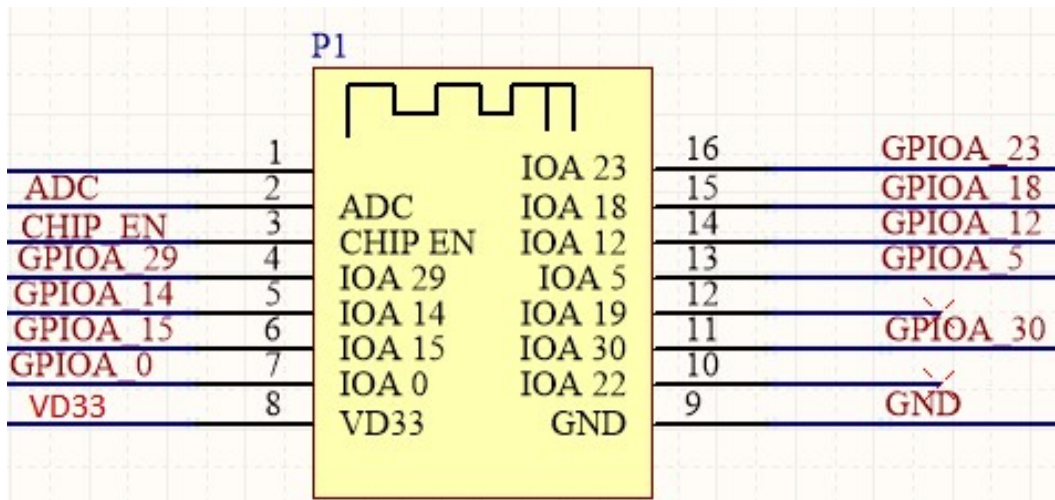 P1
1
ADC 2
CHIP_EN 3
GPIOA_29 4
GPIOA_14 5
GPIOA_15 6
GPIOA_0 7
VD33 8
ADC
CHIP EN
IOA 29
IOA 14
IOA 15
IOA 0
VD33
IOA 23
IOA 18
IOA 12
IOA 5
IOA 19
IOA 30
IOA 22
GND
16 GPIOA_23
15 GPIOA_18
14 GPIOA_12
13 GPIOA_5
12
11 GPIOA_30
10
9 GND